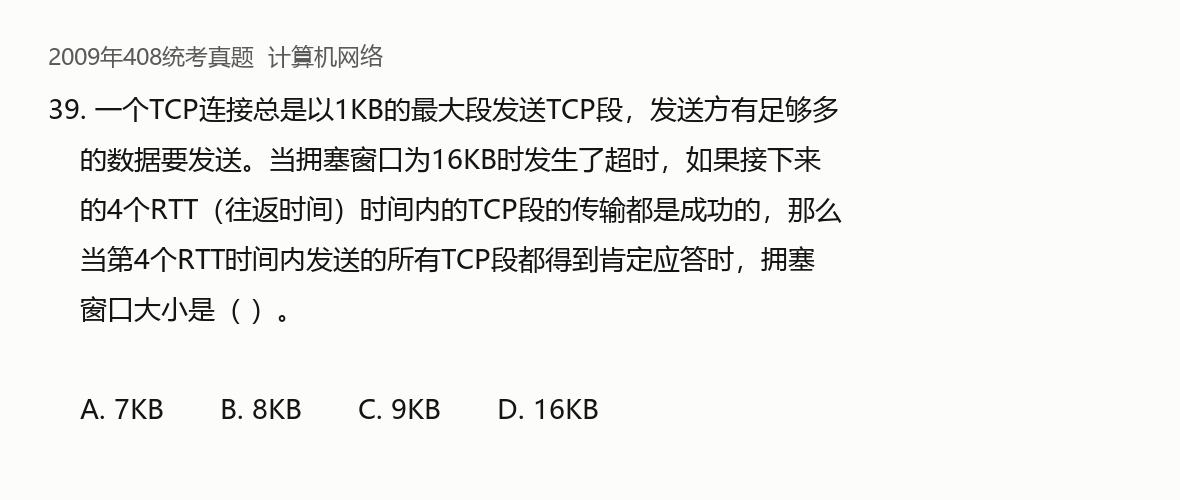 2009年408统考真题 计算机网络
39. 一个TCP连接总是以1KB的最大段发送TCP段，发送方有足够多
的数据要发送。当拥塞窗口为16KB时发生了超时，如果接下来
的4个RTT（往返时间）时间内的TCP段的传输都是成功的，那么
当第4个RTT时间内发送的所有TCP段都得到肯定应答时，拥塞
窗口大小是（ ）。
A. 7KB B. 8KB C. 9KB D. 16KB